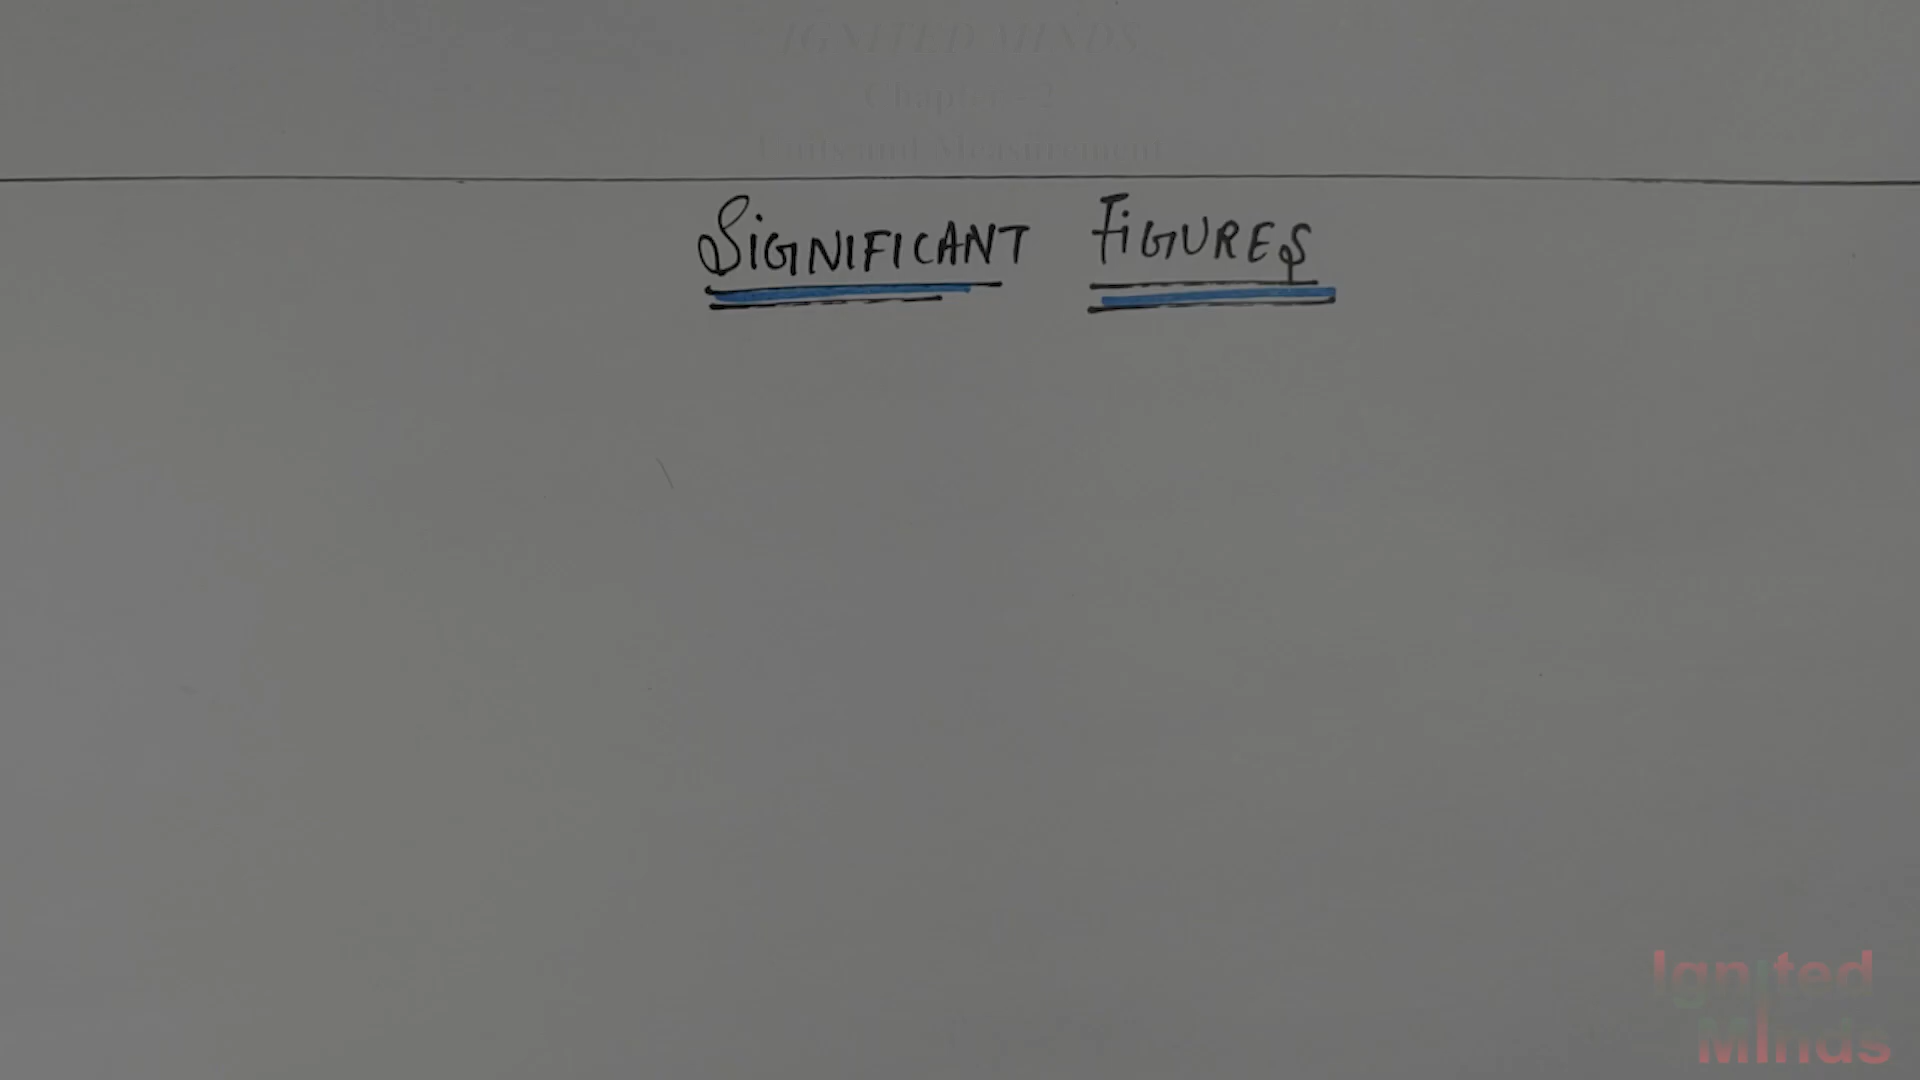 IGNITED MINDS
Chapter-2
Units and Measurement
SIGNIFICANT FIGURES
Ignited
Minds